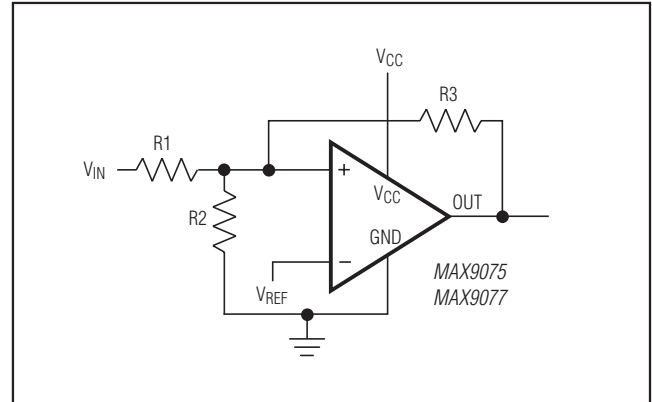 VCC
R3
R1
VIN
+
VCC
OUT
R2
GND
−
MAX9075
MAX9077
VREF